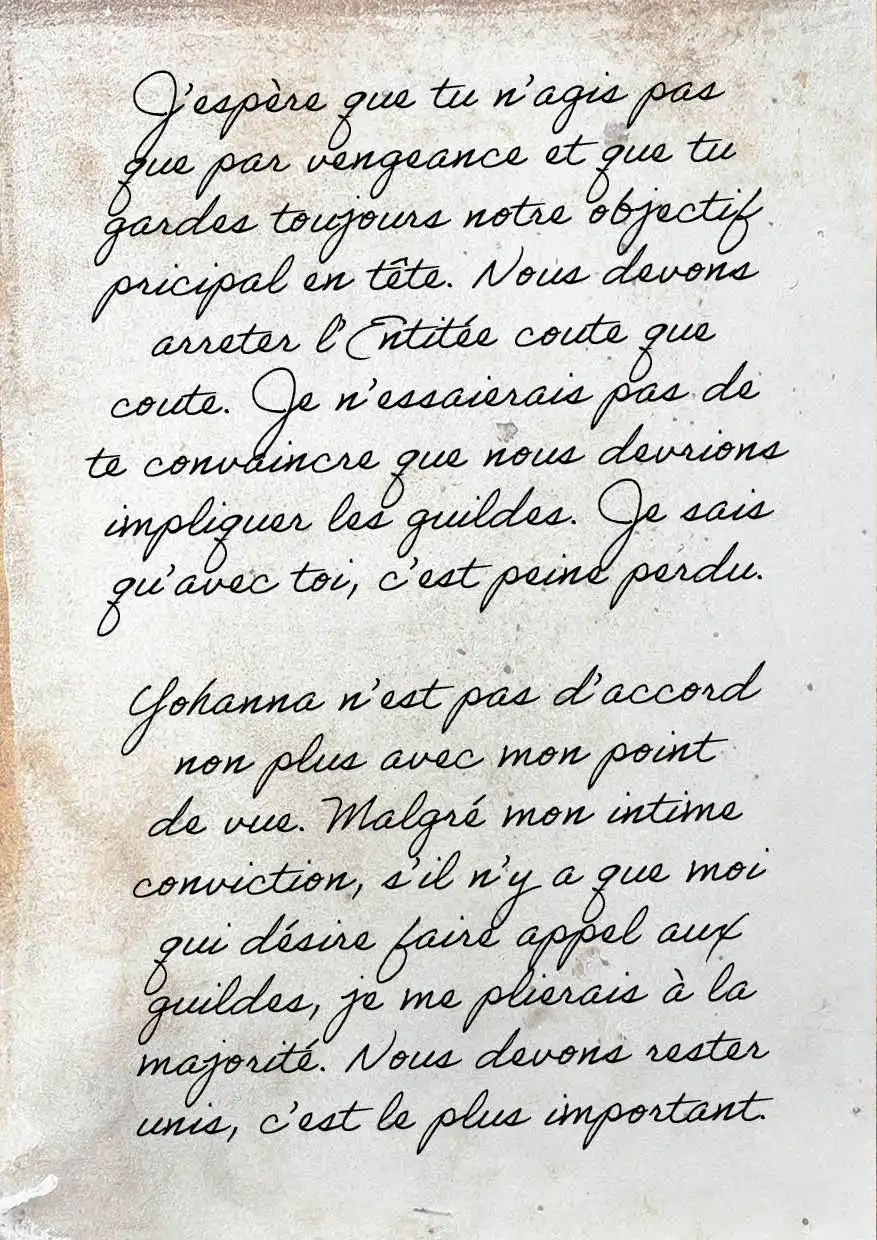 J'espère que tu n'agis pas
que par vengeance et que tu
gardes toujours notre objectif
pricipal en tête. Nous devons
arreter l'Entitée coute que
coute. Je n'essaierais pas de
te convaincre que nous devrions
impliquer les guildes. Je sais
qu'avec toi, c'est peine perdu.
Yohanna n'est pas d'accord
non plus avec mon point
de vue. Malgré mon intime
conviction, s'il n'y a que moi
qui désire faire appel aux
guildes, je me plierais à la
majorité. Nous devons rester
unis, c'est le plus important.